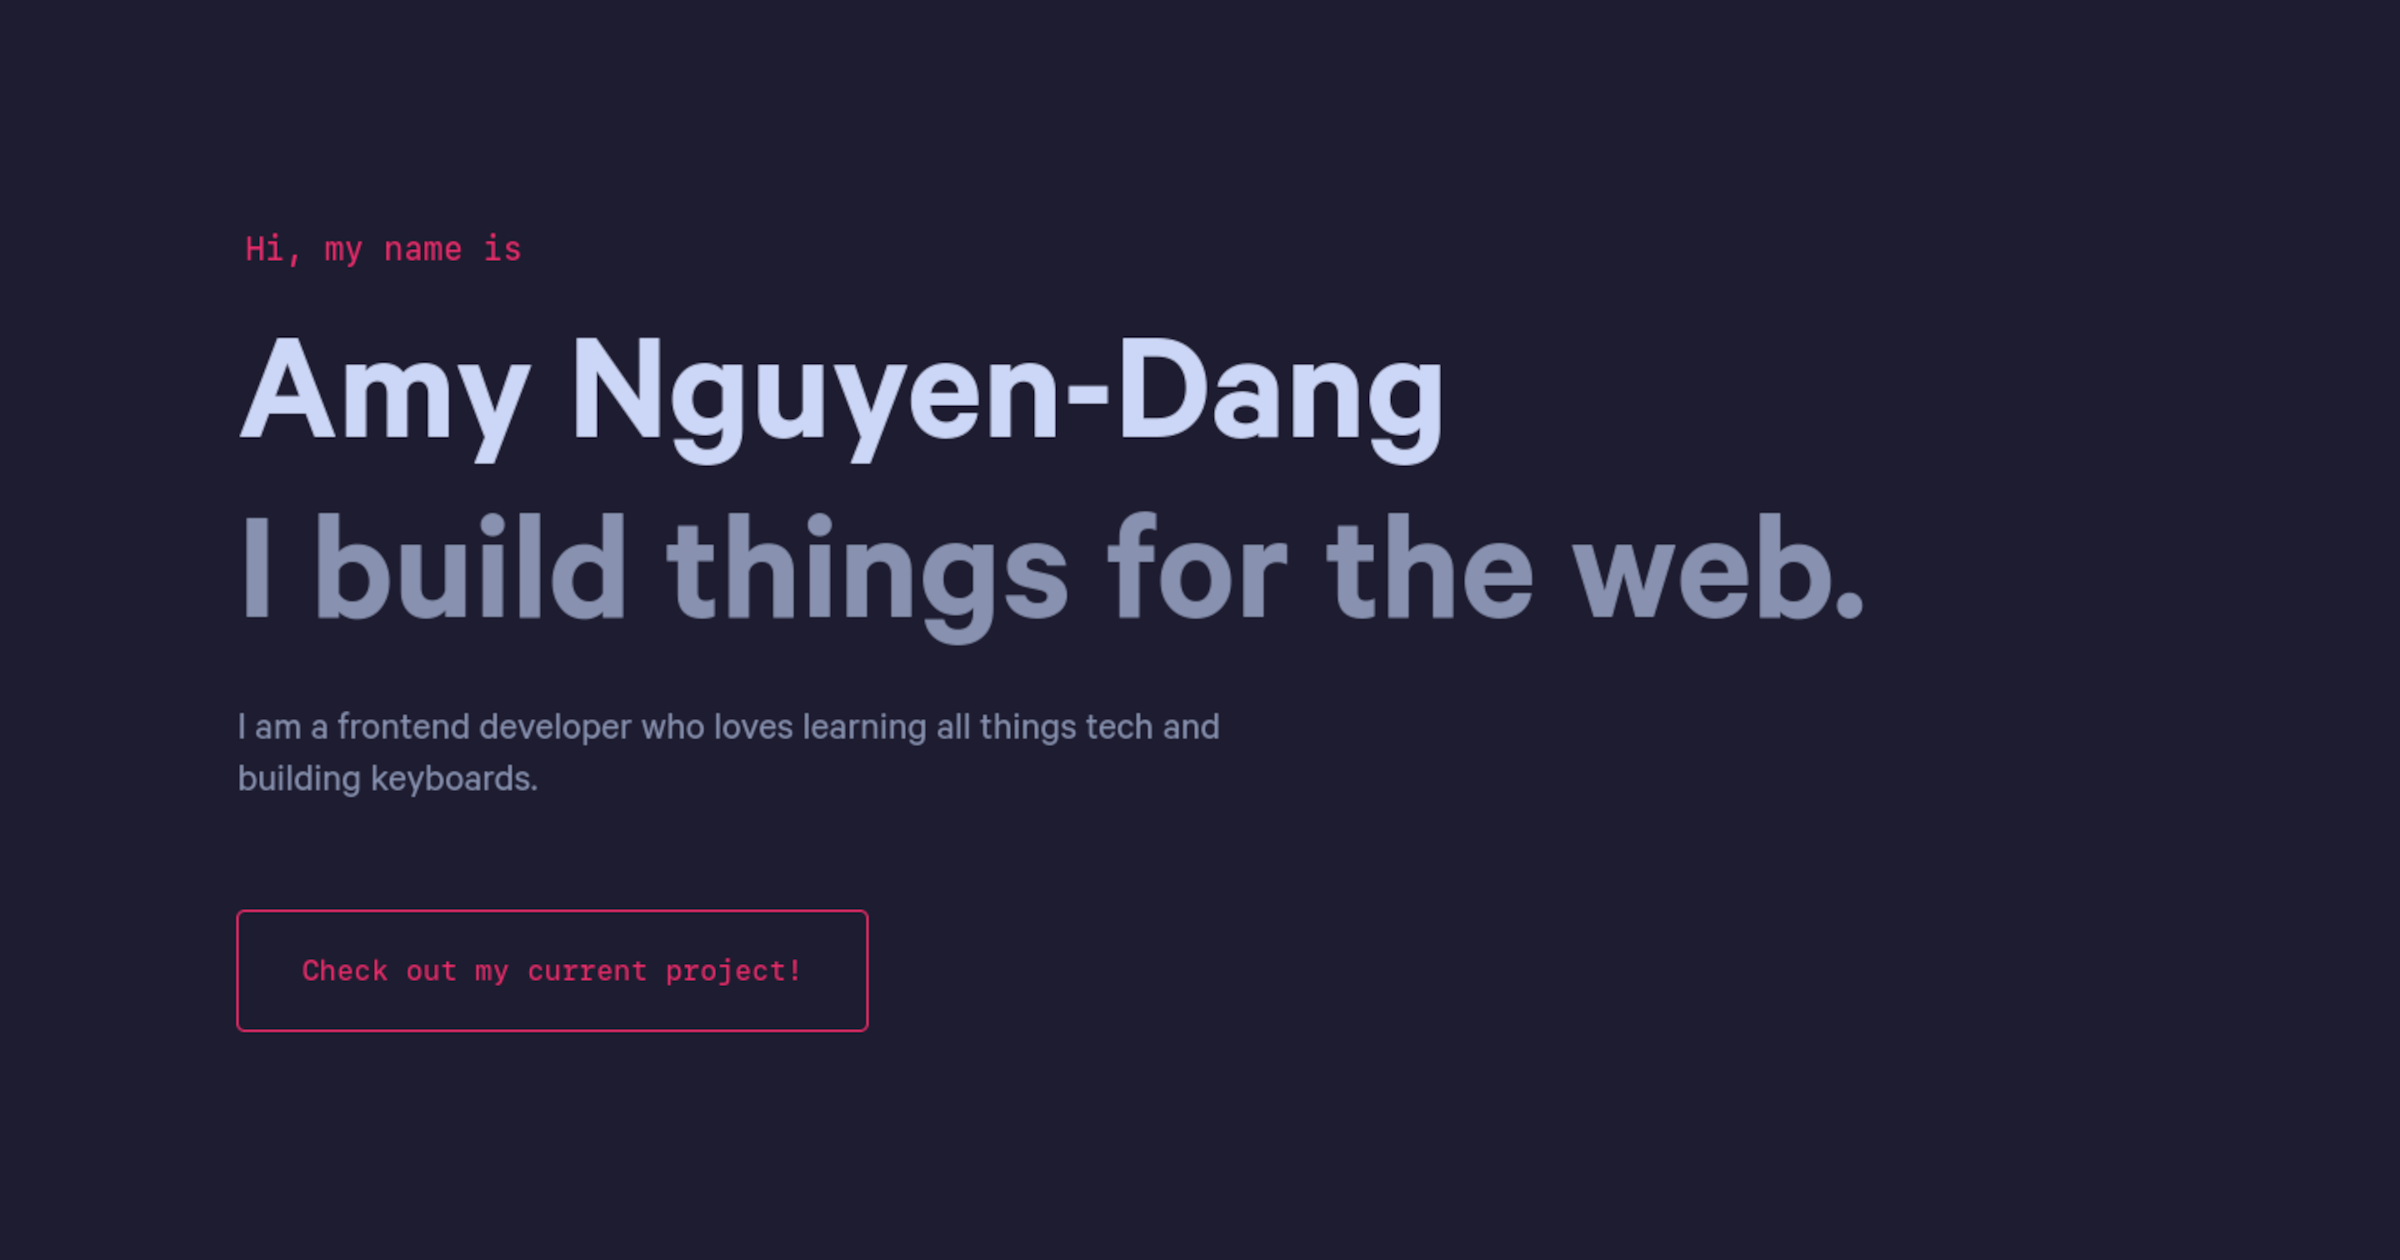 Hi, my name is
Amy Nguyen-Dang
I build things for the web.
I am a frontend developer who loves learning all things tech and
building keyboards.
Check out my current project!